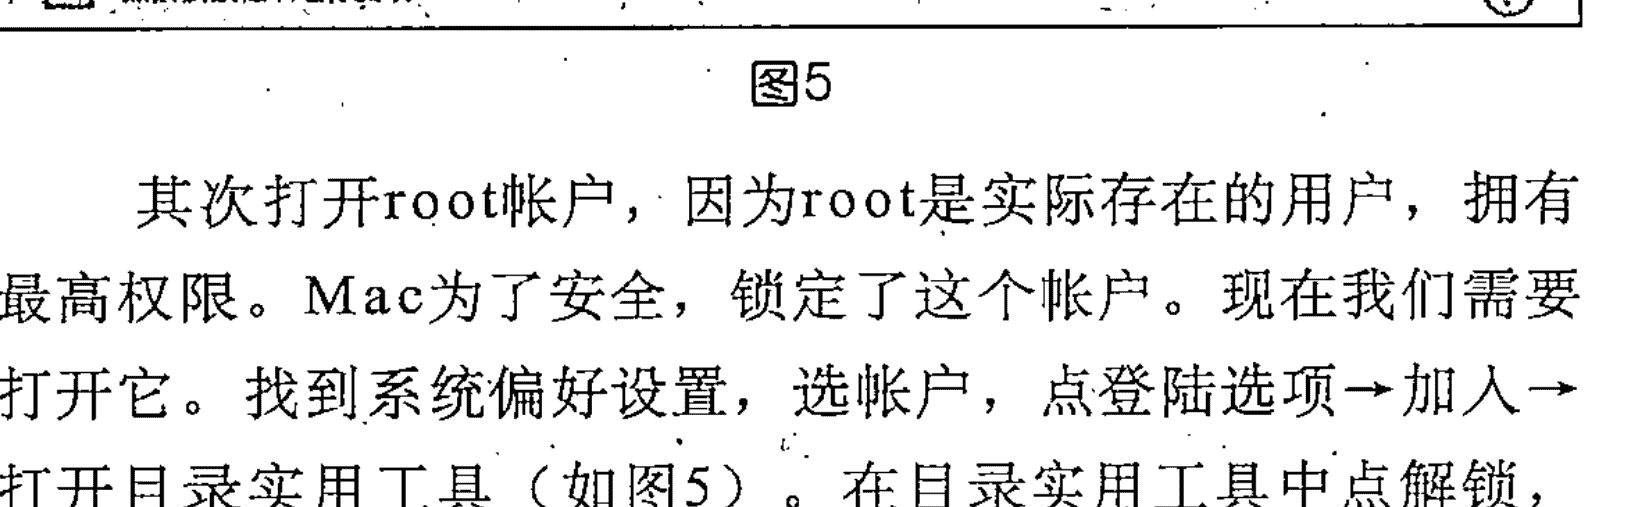 图5
其次打开root帐户，因为root是实际存在的用户，拥有
最高权限。Mac为了安全，锁定了这个帐户。现在我们需要
打开它。找到系统偏好设置，选帐户，点登陆选项→加入→
打开目录实用工具（如图5）。在目录实用工具中点解锁，